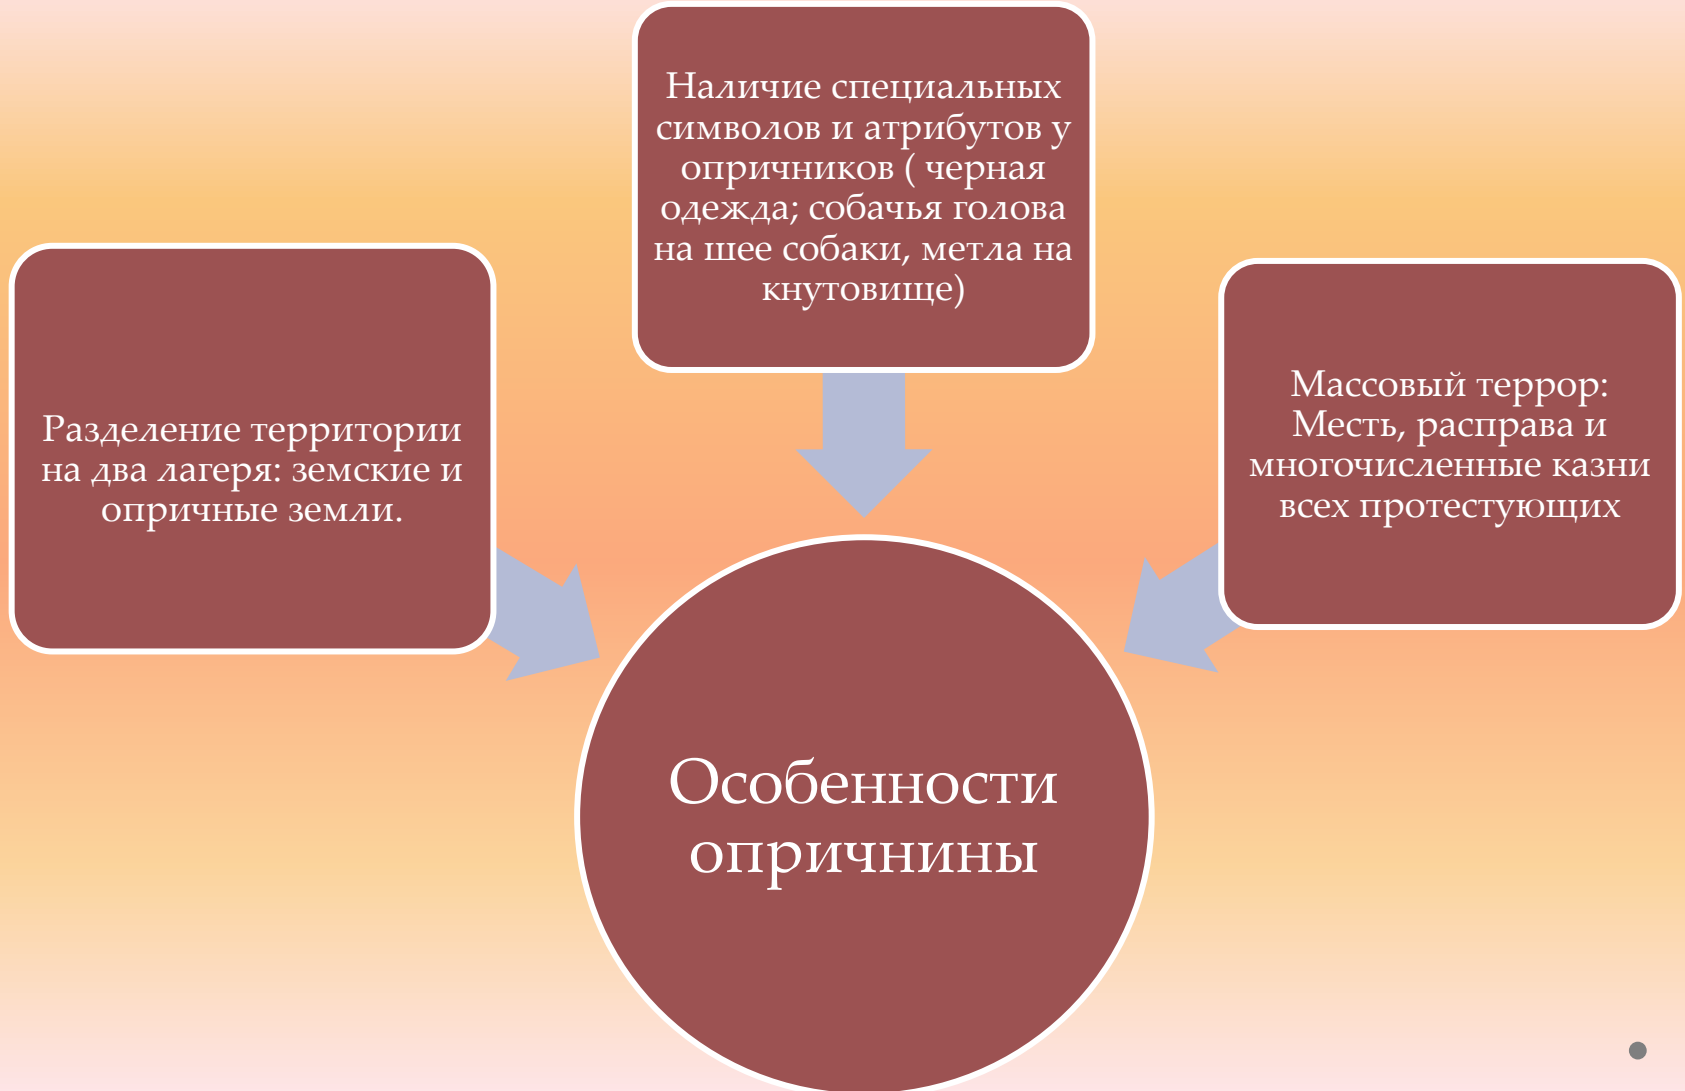 Наличие специальных
символов и атрибутов у
опричников ( черная
одежда; собачья голова
на шее собаки, метла на
кнутовище)
Разделение территории
на два лагеря: земские и
опричные земли.
Массовый террор:
Месть, расправа и
многочисленные казни
всех протестующих
Особенности
опричнины